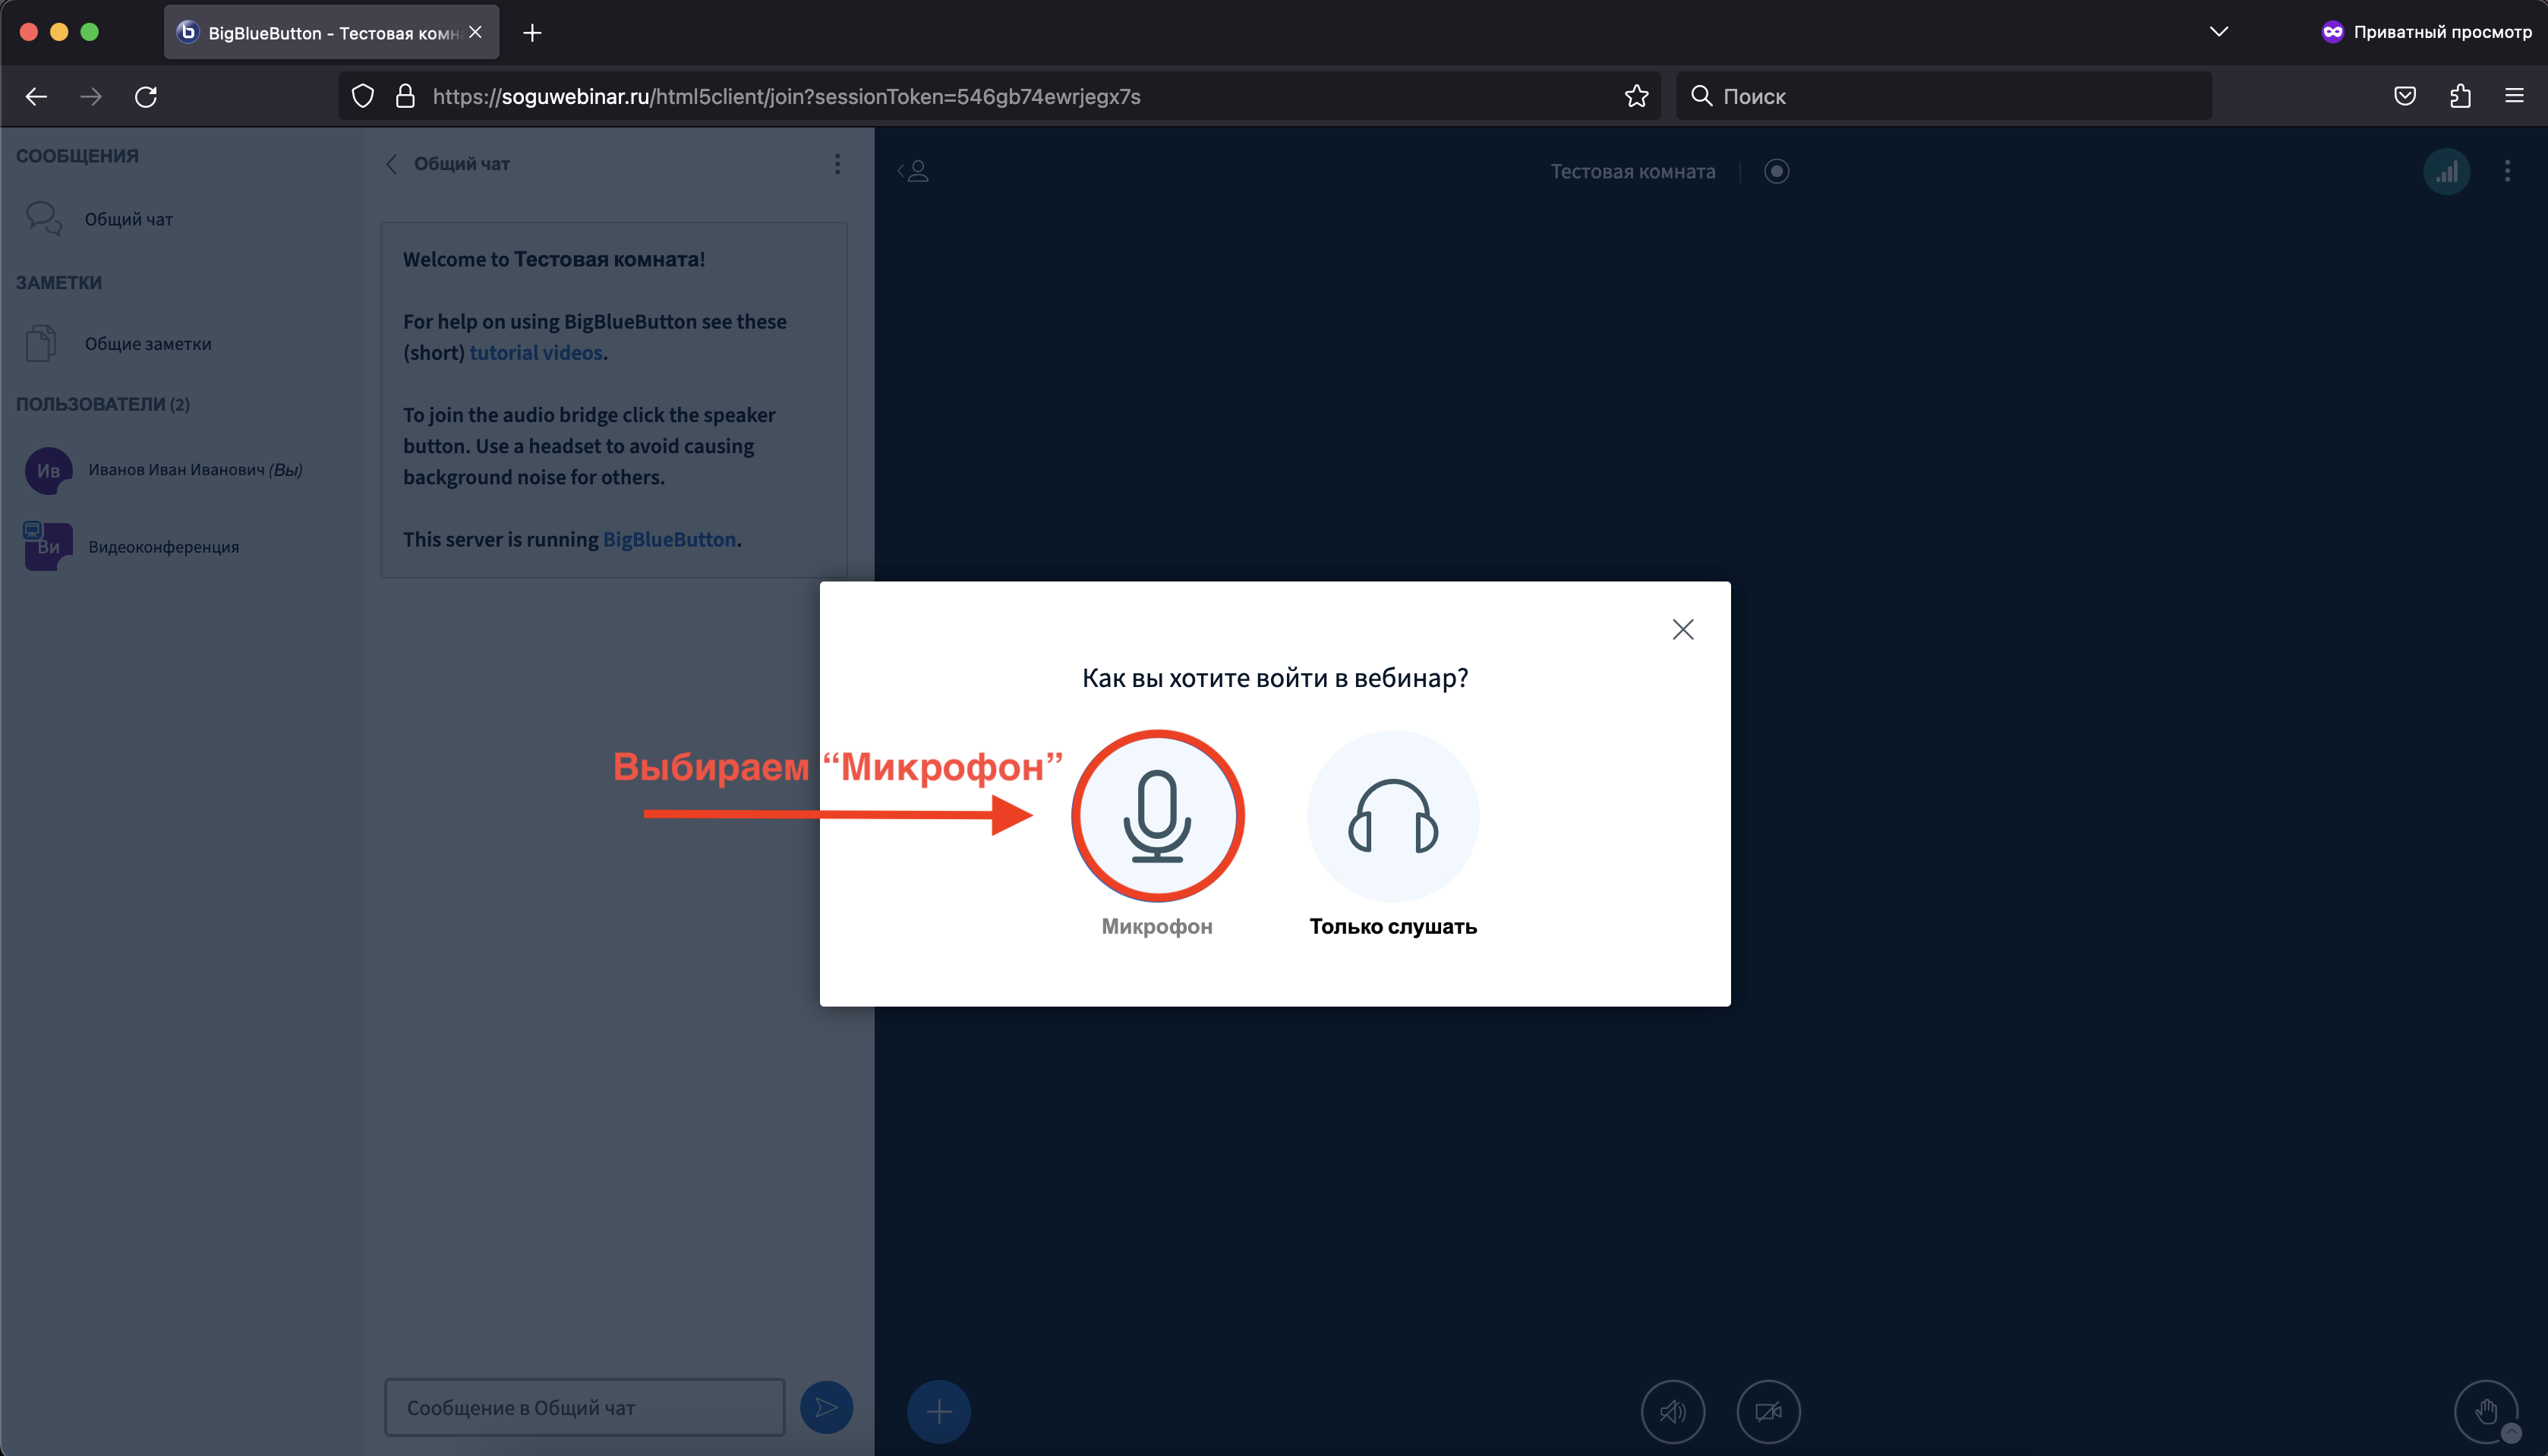 BigBlueButton - Тестовая комн
Приватный просмотр
https://soguwebinar.ru/html5client/join?sessionToken=546gb74ewrjegx7s
Поиск
СООБЩЕНИЯ
Общий чат
ЗАМЕТКИ
Общие заметки
ПОЛЬЗОВАТЕЛИ (2)
Ив
Иванов Иван Иванович (Вы)
Ви
Видеоконференция
Общий чат
Welcome to Тестовая комната!
For help on using BigBlueButton see these
(short) tutorial videos.
To join the audio bridge click the speaker
button. Use a headset to avoid causing
background noise for others.
This server is running BigBlueButton.
Сообщение в Общий чат
Тестовая комната
Как вы хотите войти в вебинар?
Выбираем “Микрофон”
Микрофон
Только слушать